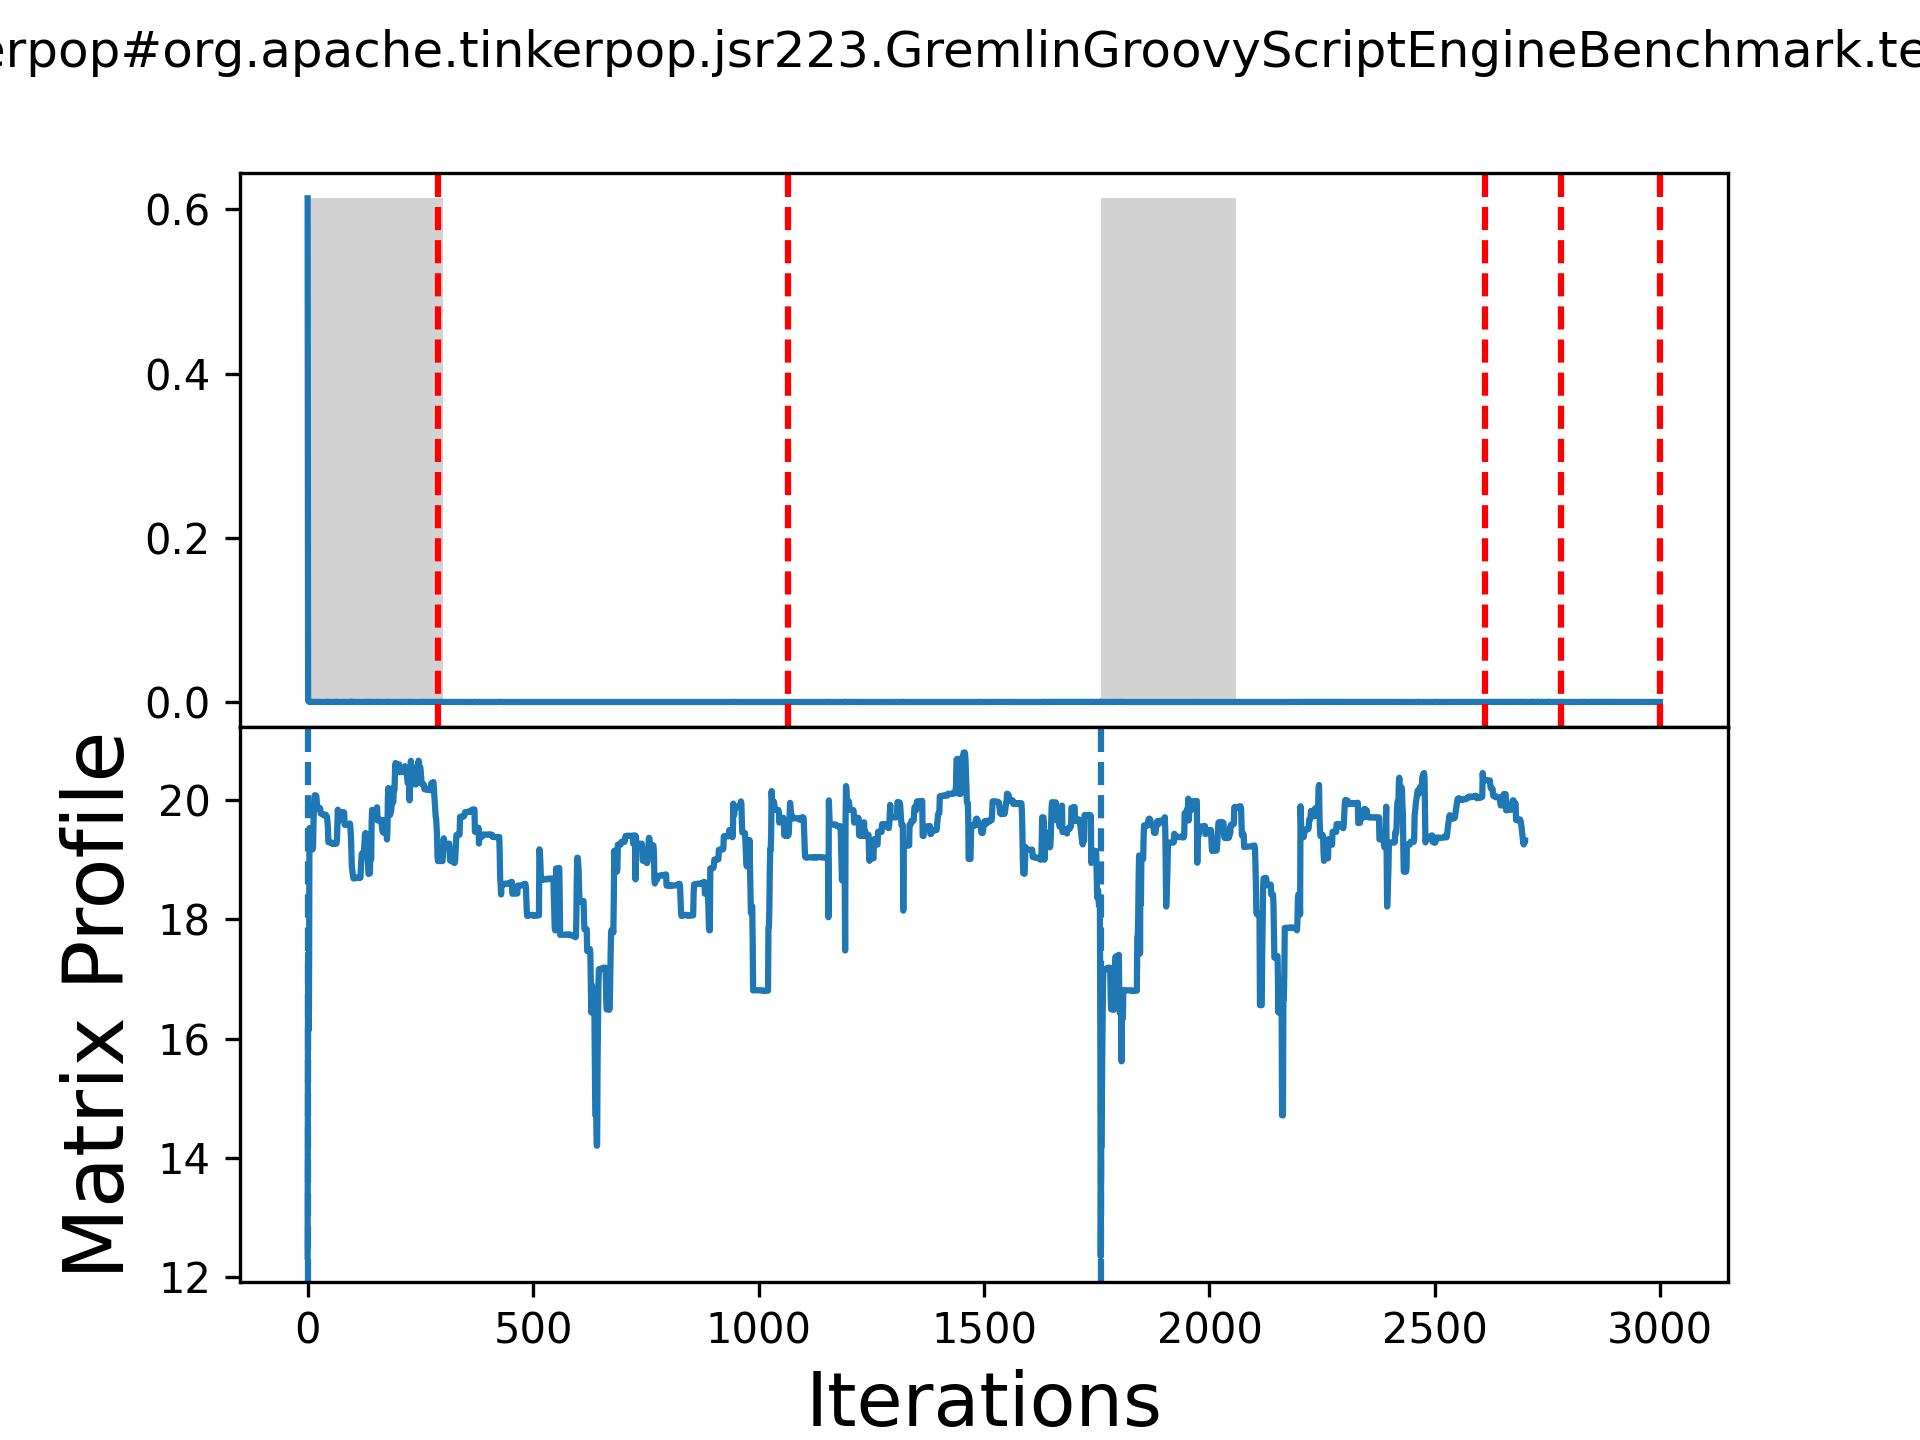 erpop#org.apache.tinkerpop.jsr223.GremlinGroovyScriptEngineBenchmark.te
0.6
0.4
0.2
0.0
Matrix Profile
20
18
16
14
12
0 500 1000 1500 2000 2500 3000
Iterations